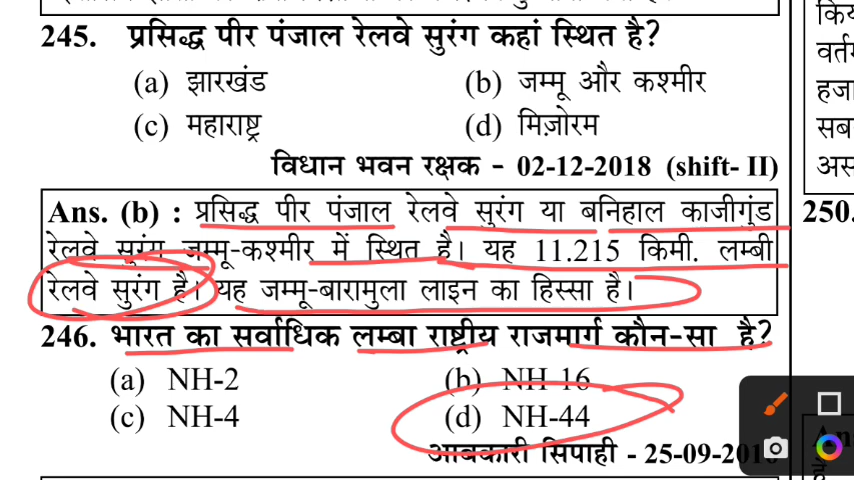 245. प्रसिद्ध पीर पंजाल रेलवे सुरंग कहां स्थित है?
(a) झारखंड (b) जम्मू और कश्मीर
(c) महाराष्ट्र (d) मिज़ोरम
विधान भवन रक्षक - 02-12-2018 (shift- II)
Ans. (b) : प्रसिद्ध पीर पंजाल रेलवे सुरंग या बनिहाल काजीगुंड
रेलवे सुरंग जम्मू-कश्मीर में स्थित है। यह 11.215 किमी. लम्बी
रेलवे सुरंग है। यह जम्मू-बारामुला लाइन का हिस्सा है।
246. भारत का सर्वाधिक लम्बा राष्ट्रीय राजमार्ग कौन-सा है?
(a) NH-2 (b) NH-16
(c) NH-4 (d) NH-44
आबकारी सिपाही - 25-09-2016
250.